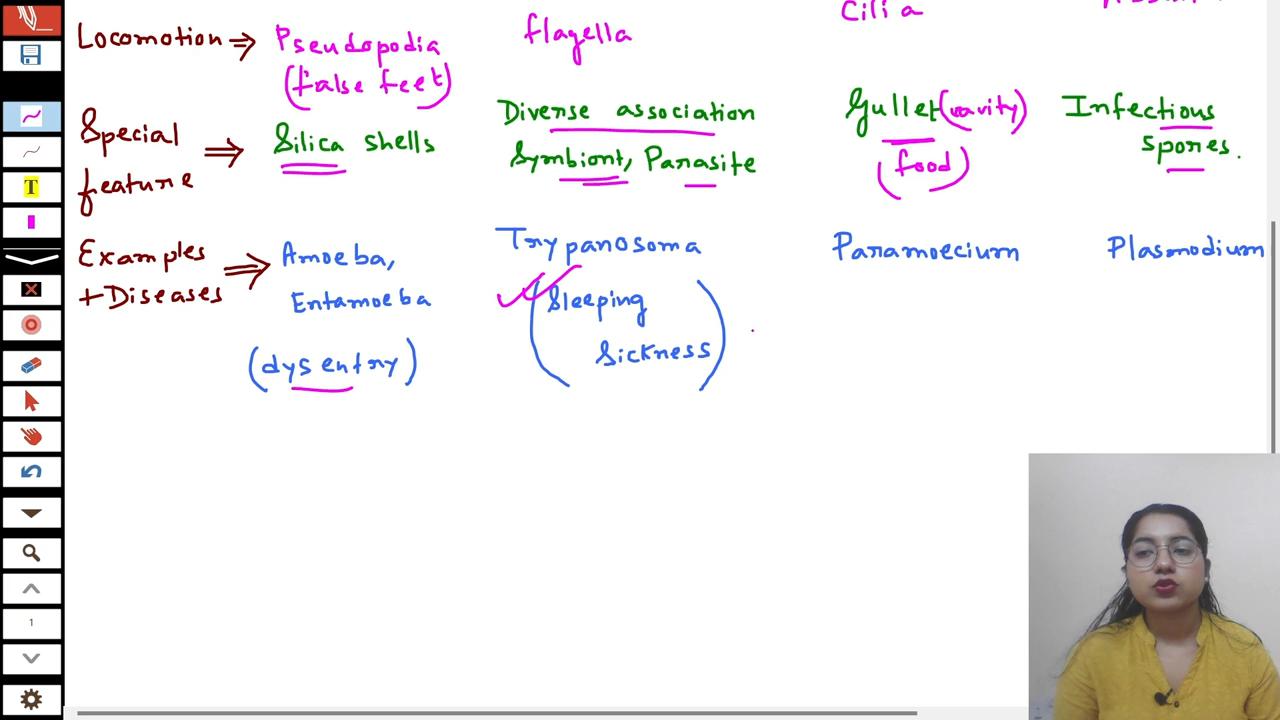 Cilia
Locomotion ⇒ Pseudopodia flagella
(false feet)
Special feature ⇒ Silica shells
Diverse association
Symbiont, Parasite
Gullet (cavity)
(food)
Infectious
spores.
Examples
+ Diseases ⇒ Amoeba,
Entamoeba
(dysentry)
Trypanosoma
(Sleeping
Sickness)
Paramoecium
Plasmodium
T
1